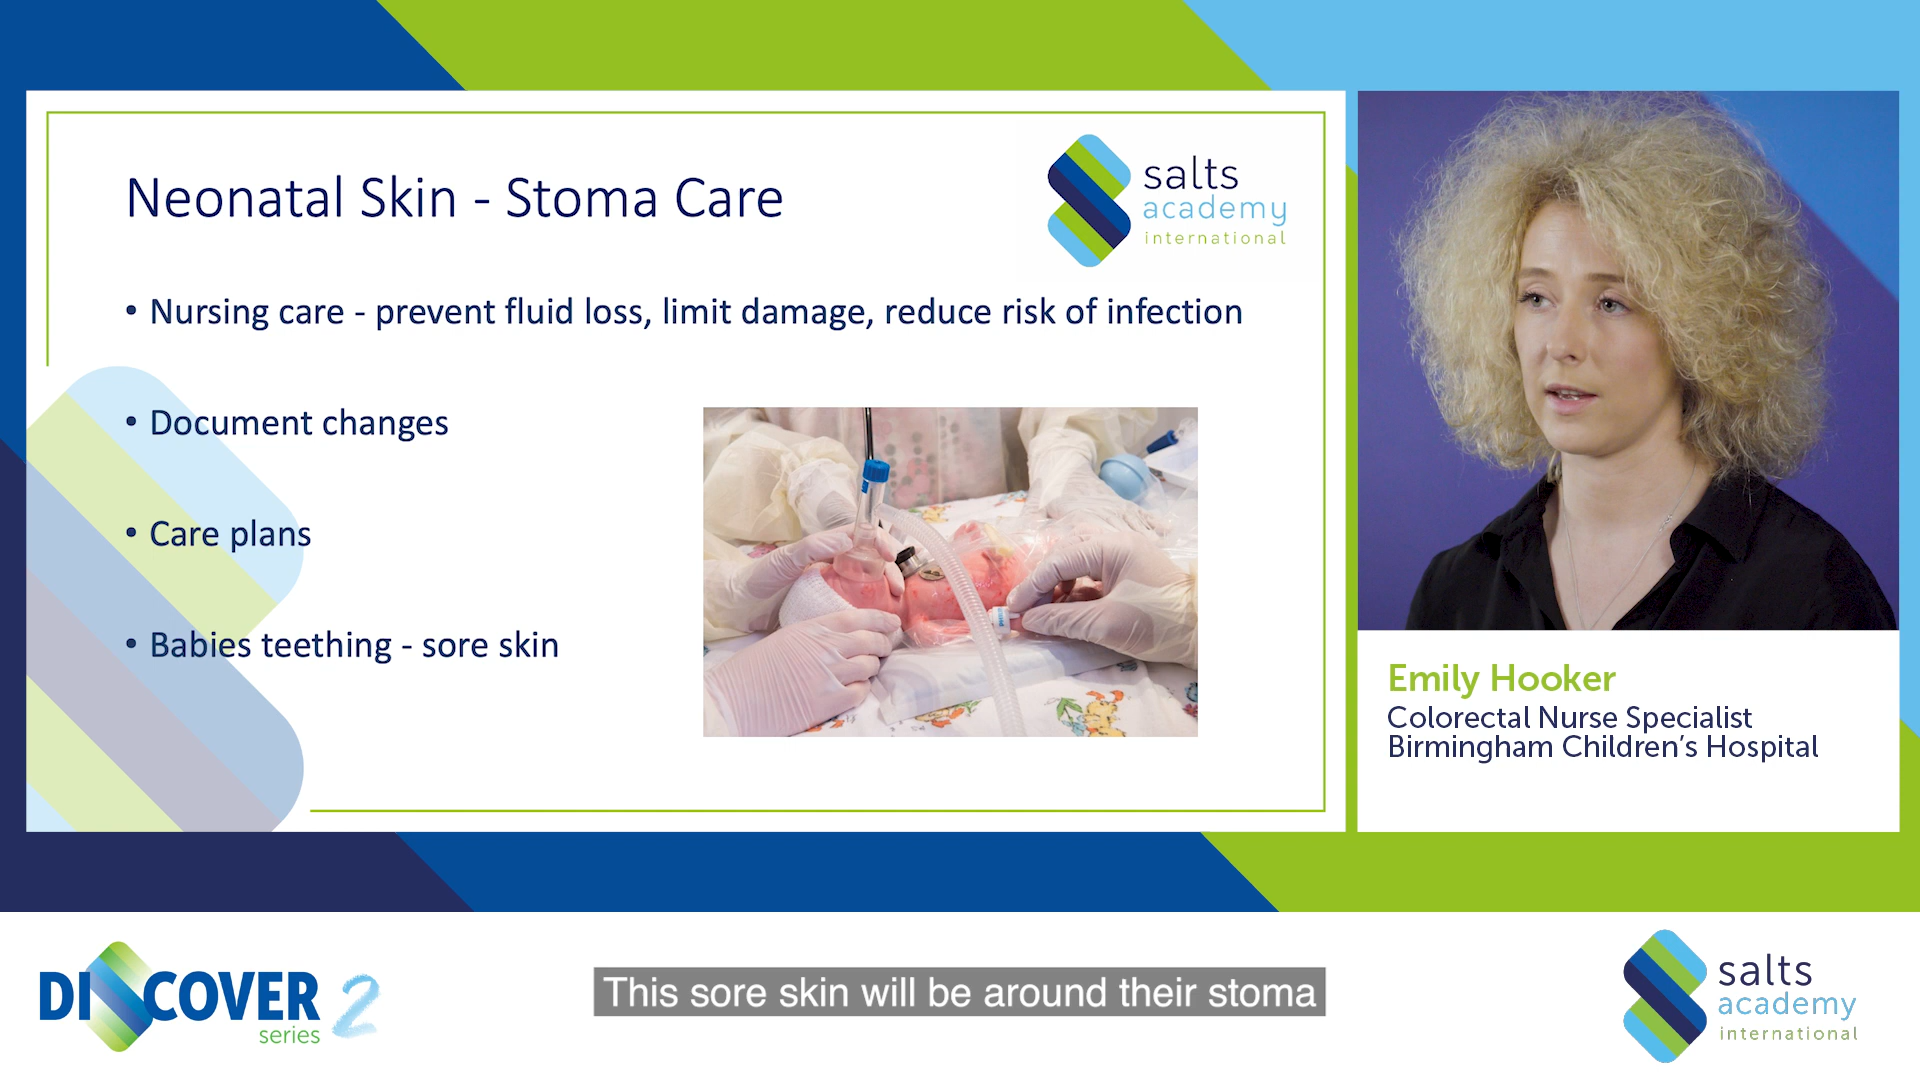 Neonatal Skin - Stoma Care
salts
academy
international
• Nursing care - prevent fluid loss, limit damage, reduce risk of infection
• Document changes
• Care plans
• Babies teething - sore skin
Emily Hooker
Colorectal Nurse Specialist
Birmingham Children's Hospital
DISCOVER 2
series
This sore skin will be around their stoma
salts
academy
international